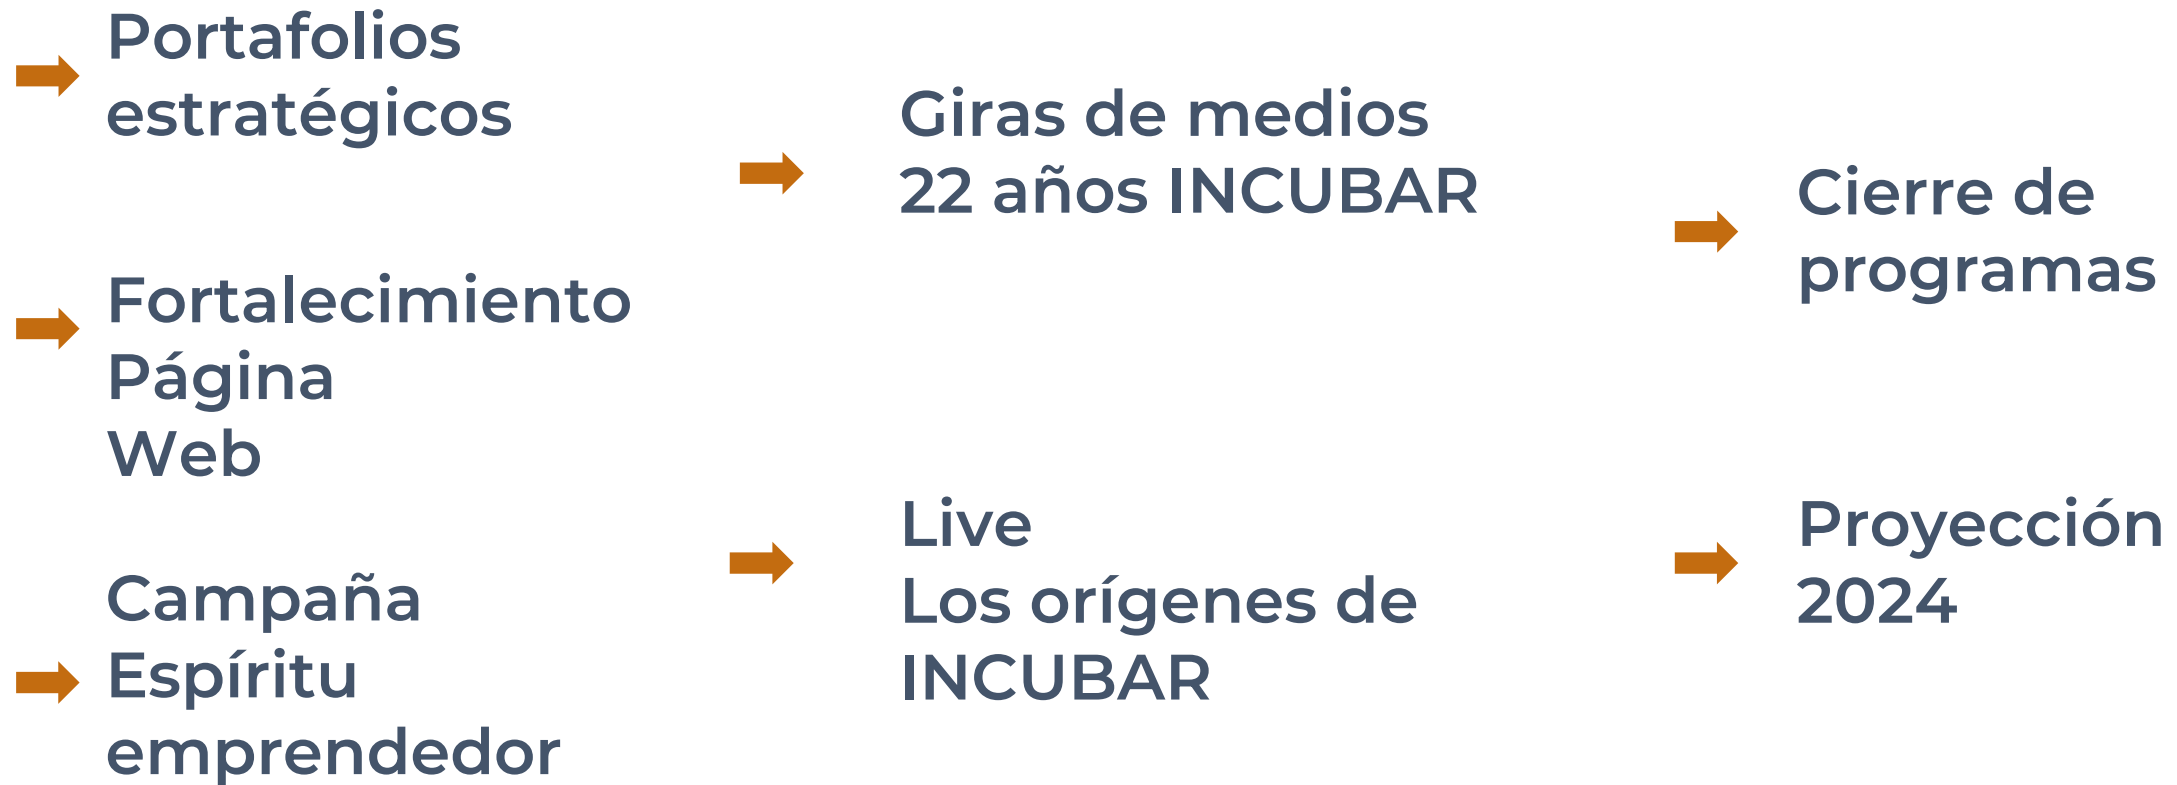 Portafolios
estratégicos
Fortalecimiento
Página
Web
Campaña
Espíritu
emprendedor
Giras de medios
22 años INCUBAR
Live
Los orígenes de
INCUBAR
Cierre de
programas
Proyección
2024